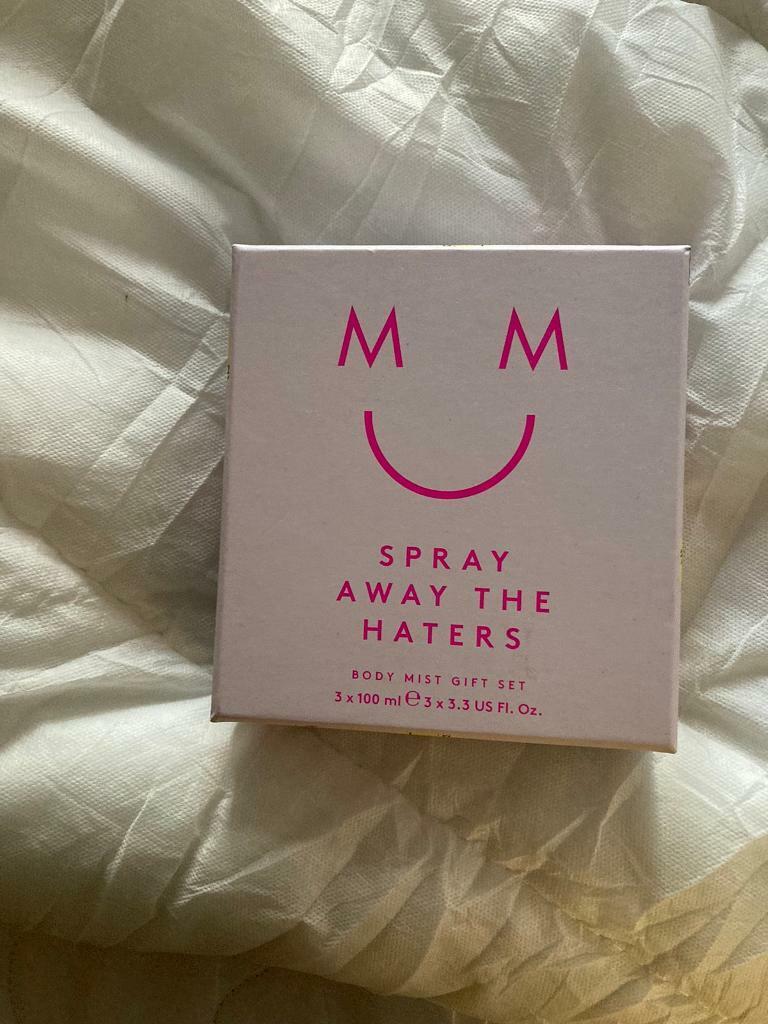 M M
SPRAY
AWAY THE
HATERS
BODY MIST GIFT SET
3 x 100 ml ℮ 3 x 3.3 US Fl. Oz.